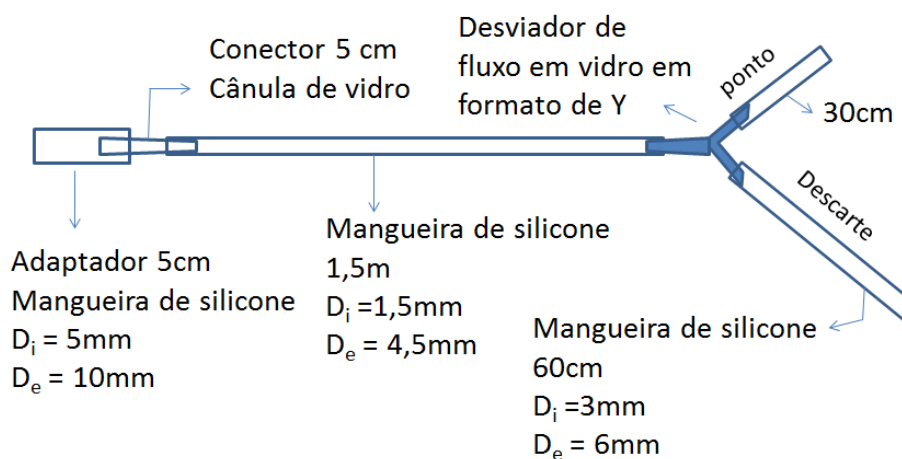 Conector 5 cm
Cânula de vidro
Desviador de
fluxo em vidro em
formato de Y
ponto
30cm
Descarte
Adaptador 5cm
Mangueira de silicone
Di = 5mm
De = 10mm
Mangueira de silicone
1,5m
Di =1,5mm
De = 4,5mm
Mangueira de silicone
60cm
Di =3mm
De = 6mm